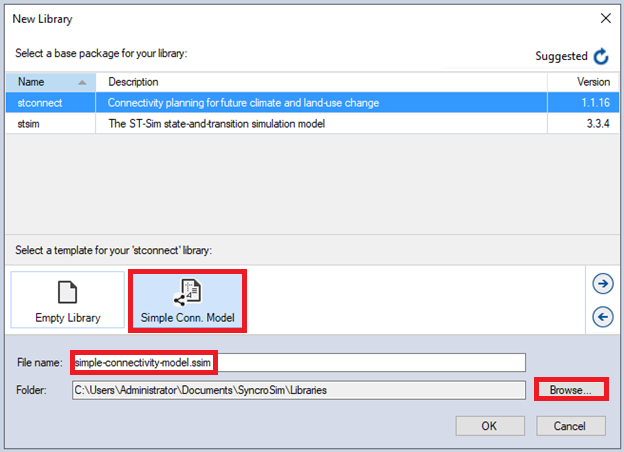 New Library
Select a base package for your library:
Suggested
Name Description Version
stconnect Connectivity planning for future climate and land-use change 1.1.16
stsim The ST-Sim state-and-transition simulation model 3.3.4
Select a template for your 'stconnect' library:
Empty Library
Simple Conn. Model
File name: simple-connectivity-model.ssim
Folder: C:\Users\Administrator\Documents\SyncroSim\Libraries Browse...
OK Cancel